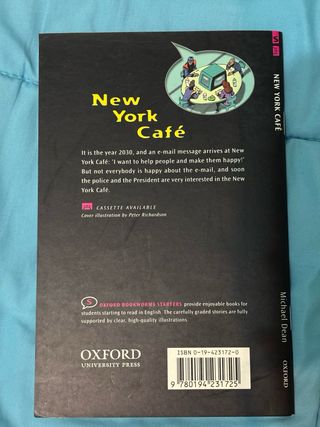 New
York
Café
It is the year 2030, and an e-mail message arrives at
New York Café: 'I want to help people and make them happy!'
But not everybody is happy about the e-mail, and soon
the police and the President are very interested in the New
York Café.
CASSETTE AVAILABLE
Cover illustration by Peter Richardson
S OXFORD BOOKWORMS STARTERS provide enjoyable books for
students starting to read in English. The carefully graded stories are fully
supported by clear, high-quality illustrations
OXFORD
UNIVERSITY PRESS
ISBN 0-19-423172-0
9 780194 231725
S
NEW YORK CAFÉ
Michael Dean
OXFORD